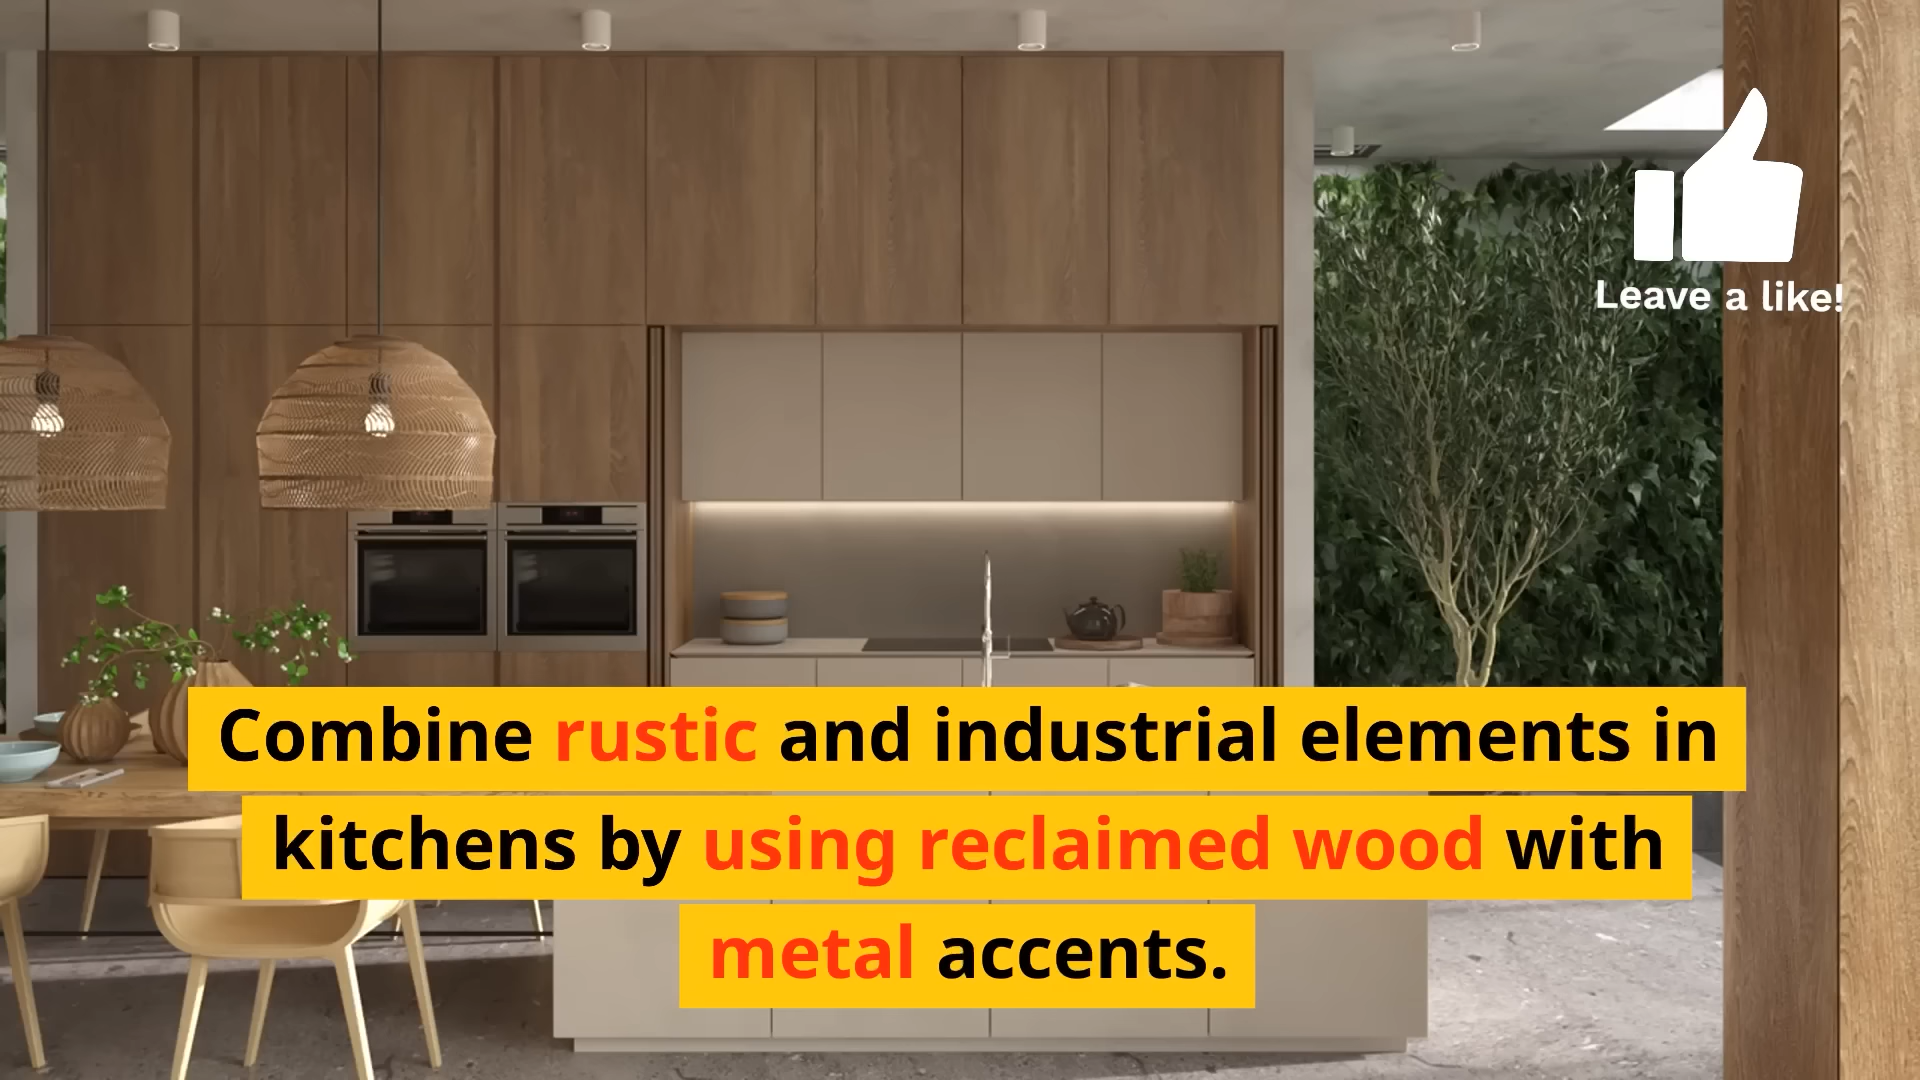 Leave a like!
Combine rustic and industrial elements in
kitchens by using reclaimed wood with
metal accents.